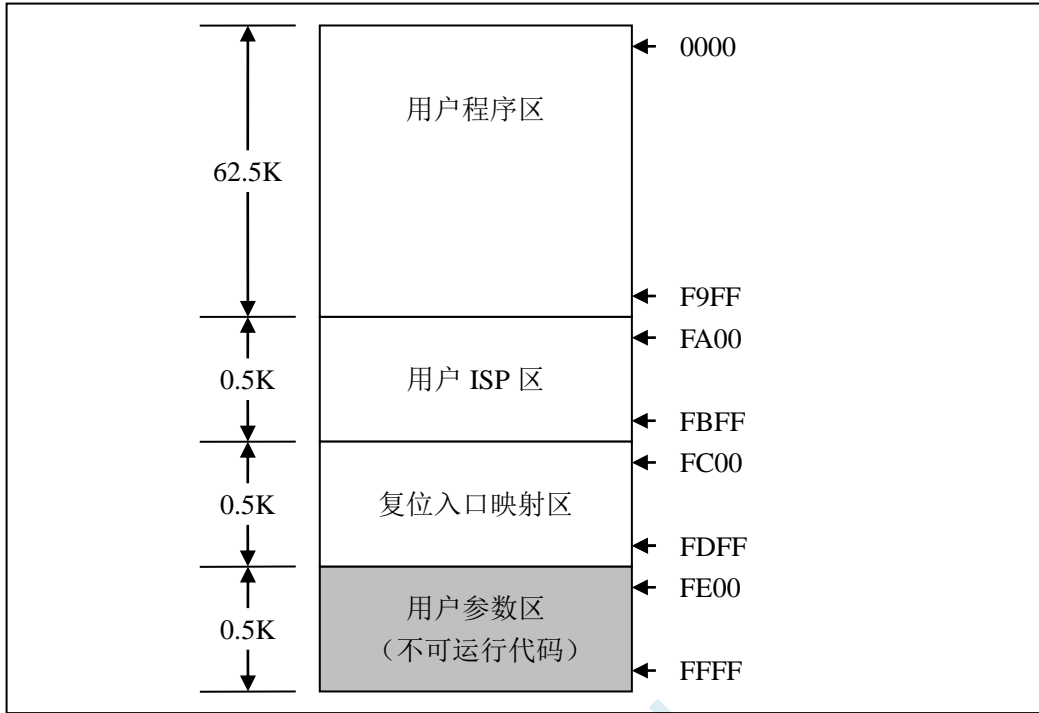 0000
用户程序区
62.5K
F9FF
FA00
0.5K
用户 ISP 区
FBFF
FC00
0.5K
复位入口映射区
FDFF
FE00
0.5K
用户参数区
（不可运行代码）
FFFF